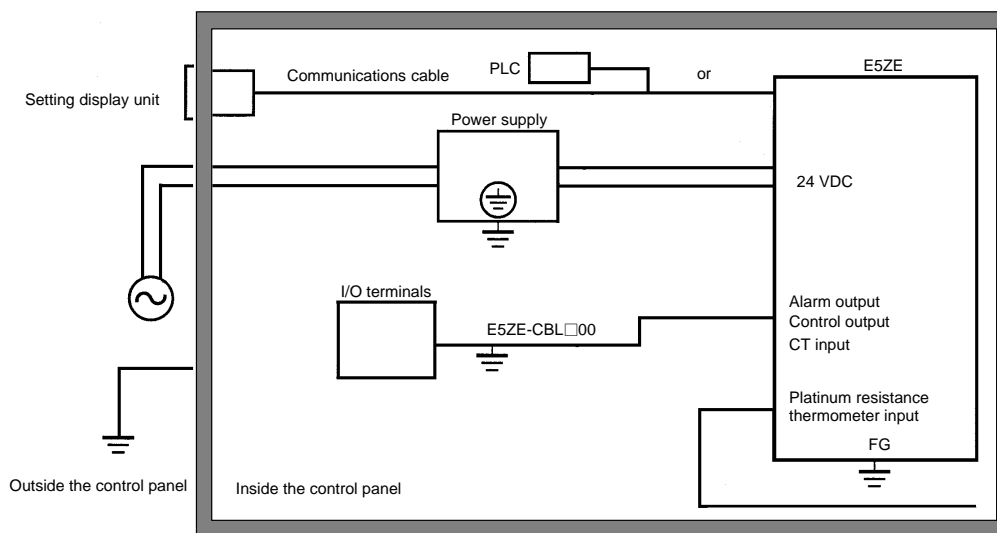 E5ZE
PLC
or
Communications cable
Setting display unit
Power supply
24 VDC
I/O terminals
Alarm output
Control output
E5ZE-CBL□00
CT input
Platinum resistance
thermometer input
FG
Outside the control panel
Inside the control panel